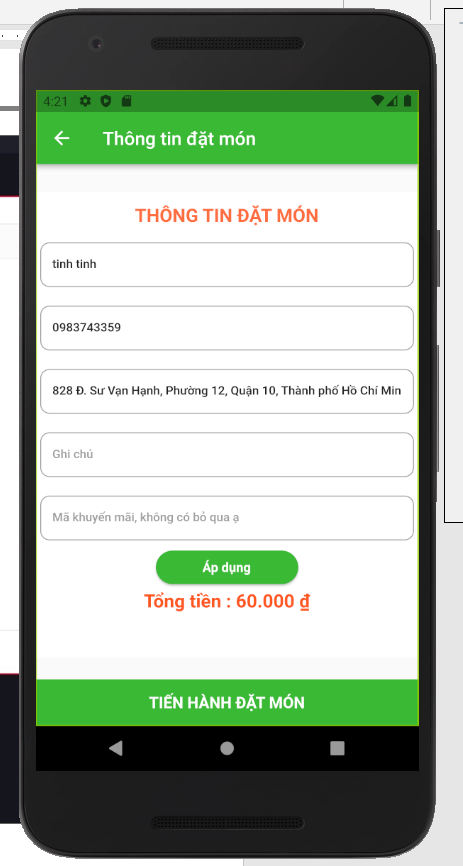 4:21
Thông tin đặt món
THÔNG TIN ĐẶT MÓN
tinh tinh
0983743359
828 Đ. Sư Vạn Hạnh, Phường 12, Quận 10, Thành phố Hồ Chí Min
Ghi chú
Mã khuyến mãi, không có bỏ qua ạ
Áp dụng
Tổng tiền : 60.000 ₫
TIẾN HÀNH ĐẶT MÓN